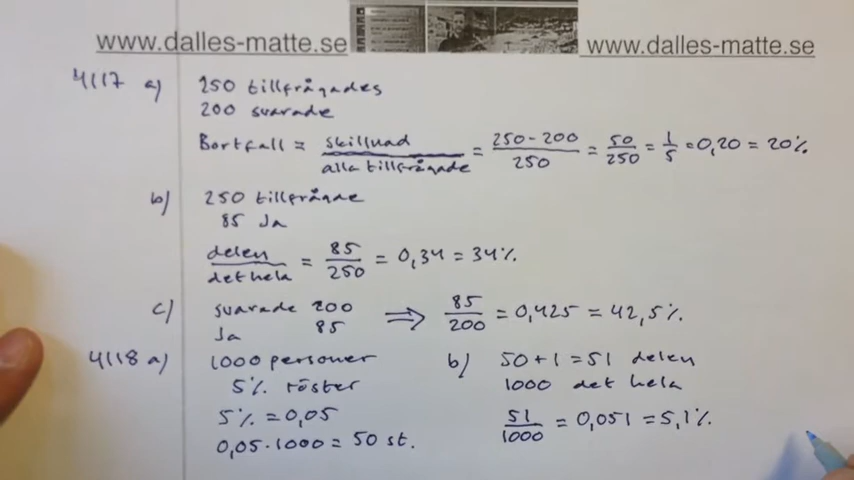 www.dalles-matte.se www.dalles-matte.se
4117 a) 250 tillfrågades
200 svarade
Bortfall = skillnad / alla tillfrågade = 250-200 / 250 = 50/250 = 1/5 = 0,20 = 20%
b) 250 tillfrågade
85 Ja
delen / det hela = 85/250 = 0,34 = 34%.
c) svarade 200 ⟹ 85/200 = 0,425 = 42,5%.
Ja 85
4118 a) 1000 personer
5% röster
5% = 0,05
0,05·1000 = 50 st.
b) 50+1=51 delen
1000 det hela
51/1000 = 0,051 = 5,1%.